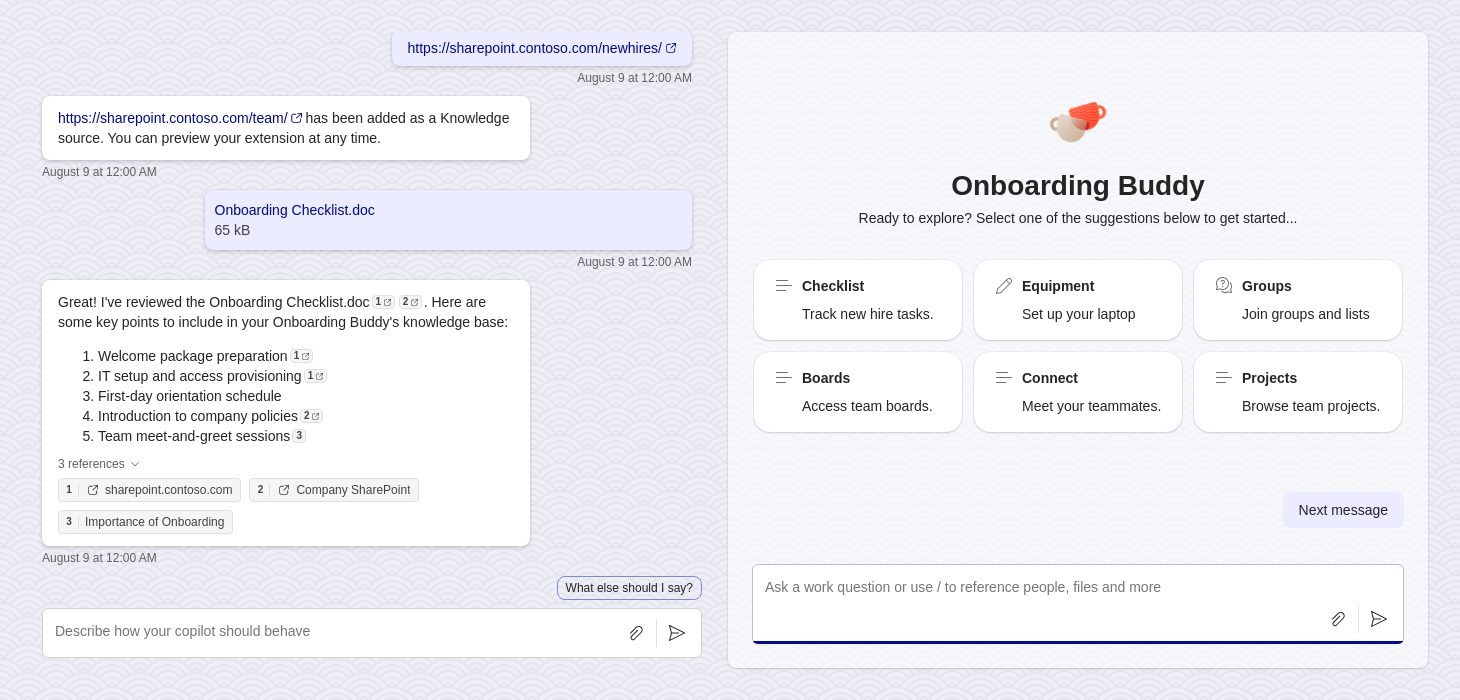 https://sharepoint.contoso.com/newhires/
August 9 at 12:00 AM
https://sharepoint.contoso.com/team/ has been added as a Knowledge
source. You can preview your extension at any time.
August 9 at 12:00 AM
Onboarding Checklist.doc
65 kB
August 9 at 12:00 AM
Great! I've reviewed the Onboarding Checklist.doc 1 2 . Here are
some key points to include in your Onboarding Buddy's knowledge base:
1. Welcome package preparation 1
2. IT setup and access provisioning 1
3. First-day orientation schedule
4. Introduction to company policies 2
5. Team meet-and-greet sessions 3
3 references
1 sharepoint.contoso.com 2 Company SharePoint
3 Importance of Onboarding
August 9 at 12:00 AM
What else should I say?
Describe how your copilot should behave
Onboarding Buddy
Ready to explore? Select one of the suggestions below to get started...
Checklist
Track new hire tasks.
Equipment
Set up your laptop
Groups
Join groups and lists
Boards
Access team boards.
Connect
Meet your teammates.
Projects
Browse team projects.
Next message
Ask a work question or use / to reference people, files and more